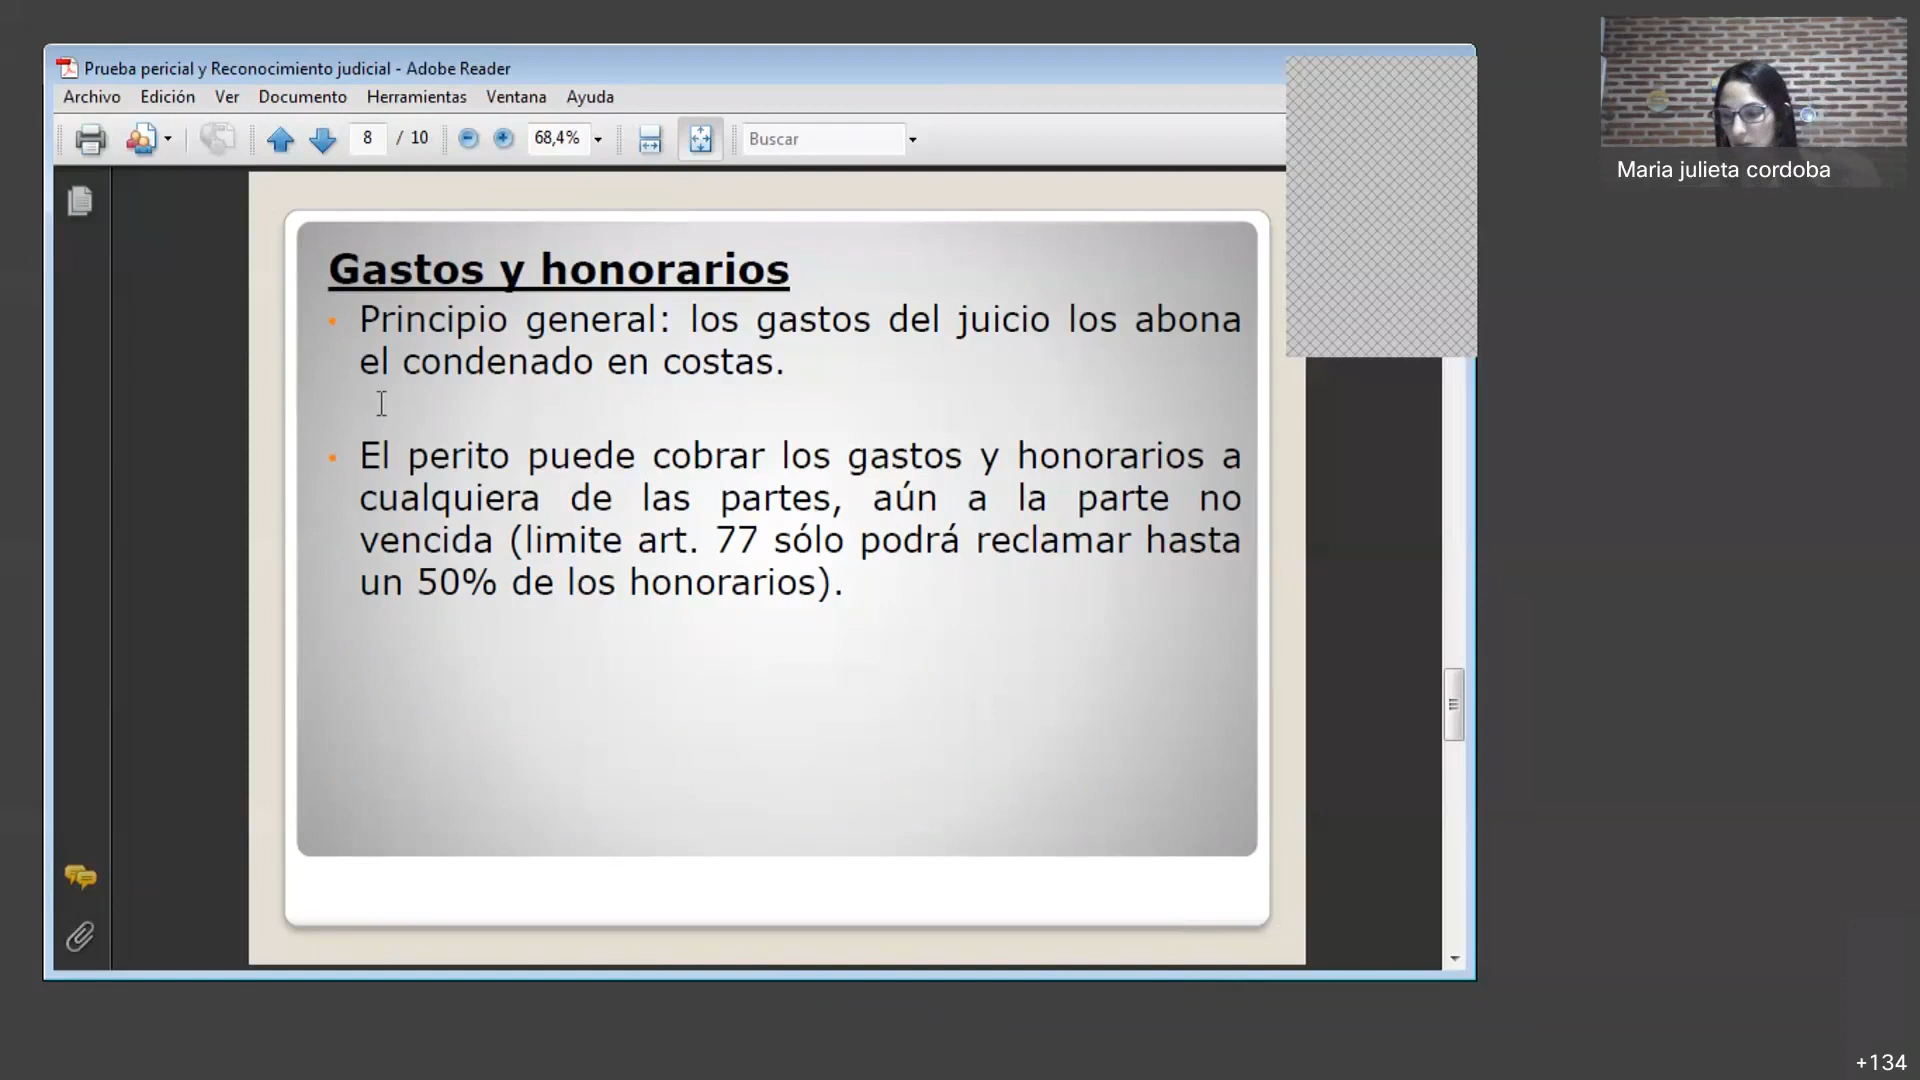 Prueba pericial y Reconocimiento judicial - Adobe Reader
Archivo Edición Ver Documento Herramientas Ventana Ayuda
8 / 10 68,4% Buscar
Maria julieta cordoba
Gastos y honorarios
• Principio general: los gastos del juicio los abona
el condenado en costas.
• El perito puede cobrar los gastos y honorarios a
cualquiera de las partes, aún a la parte no
vencida (limite art. 77 sólo podrá reclamar hasta
un 50% de los honorarios).
+134